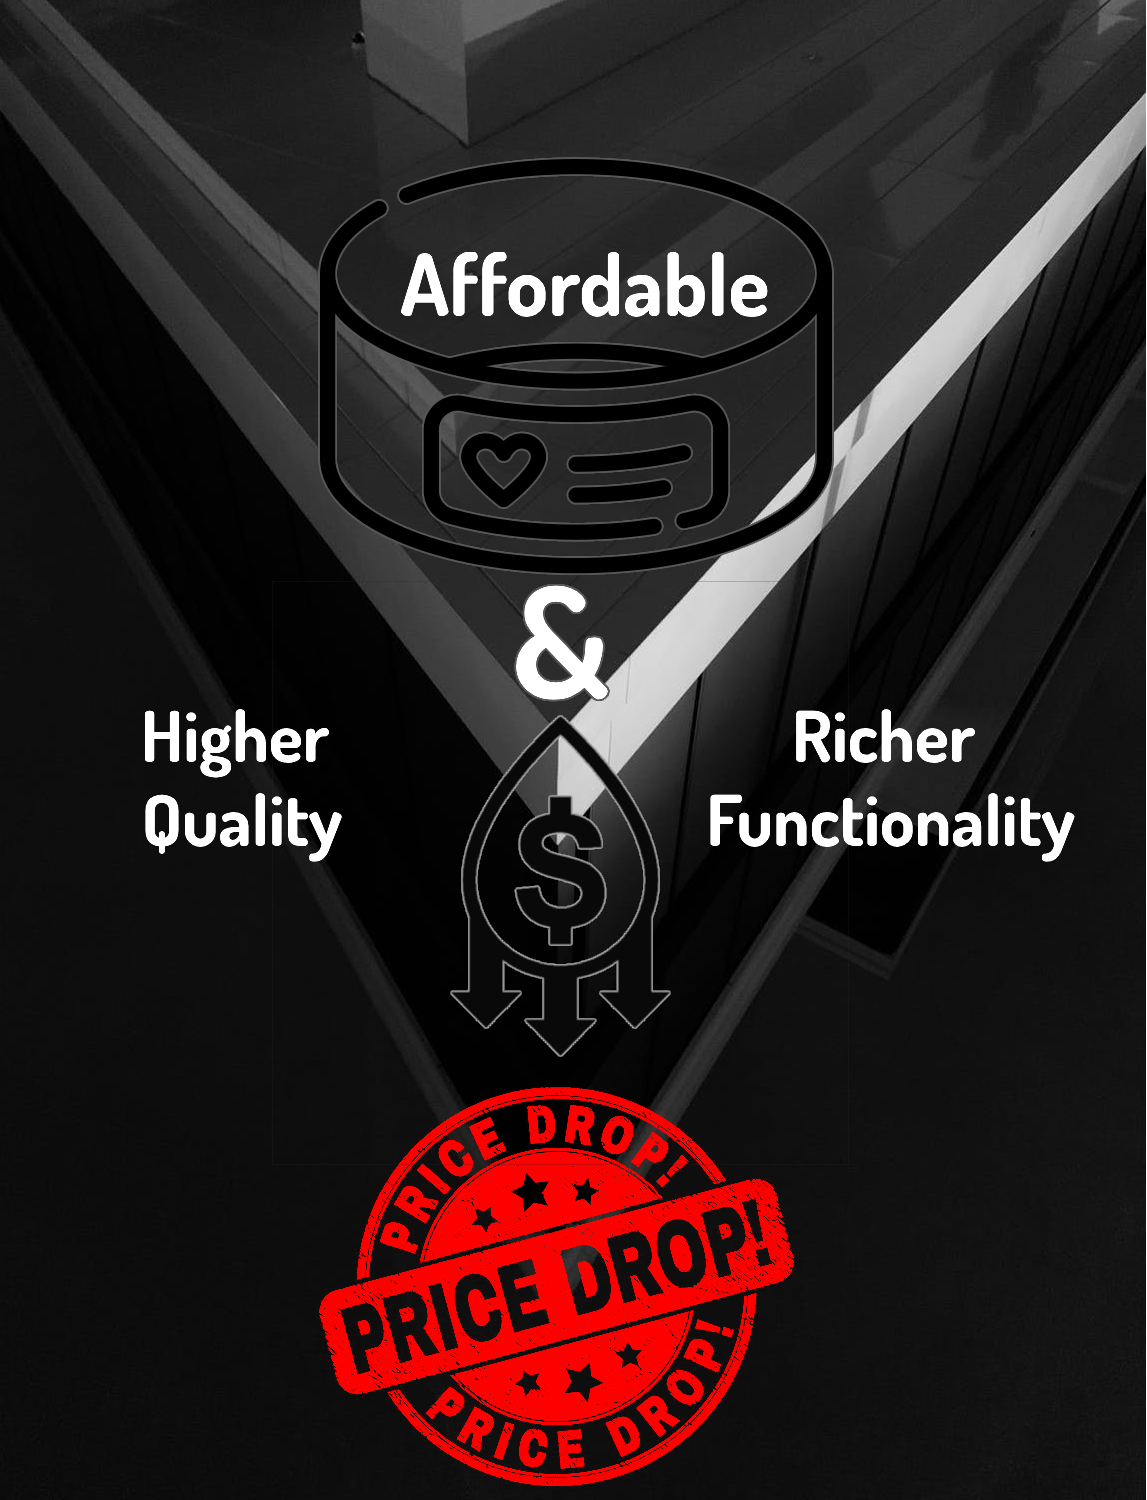 Affordable
&
Higher
Quality
Richer
Functionality
$
PRICE DROP!
PRICE DROP!
PRICE DROP!